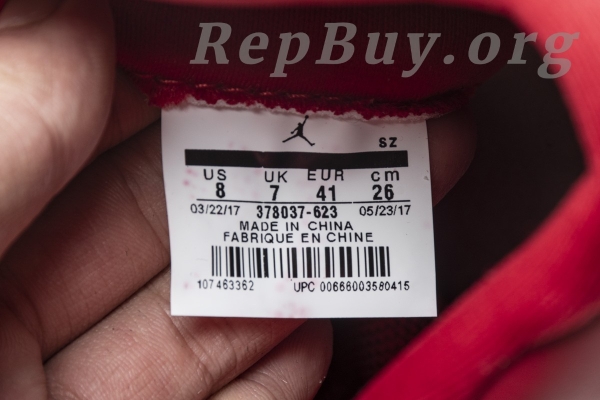 RepBuy.org
sz
US UK EUR cm
8 7 41 26
03/22/17 378037-623 05/23/17
MADE IN CHINA
FABRIQUE EN CHINE
107463362 UPC 00666003580415